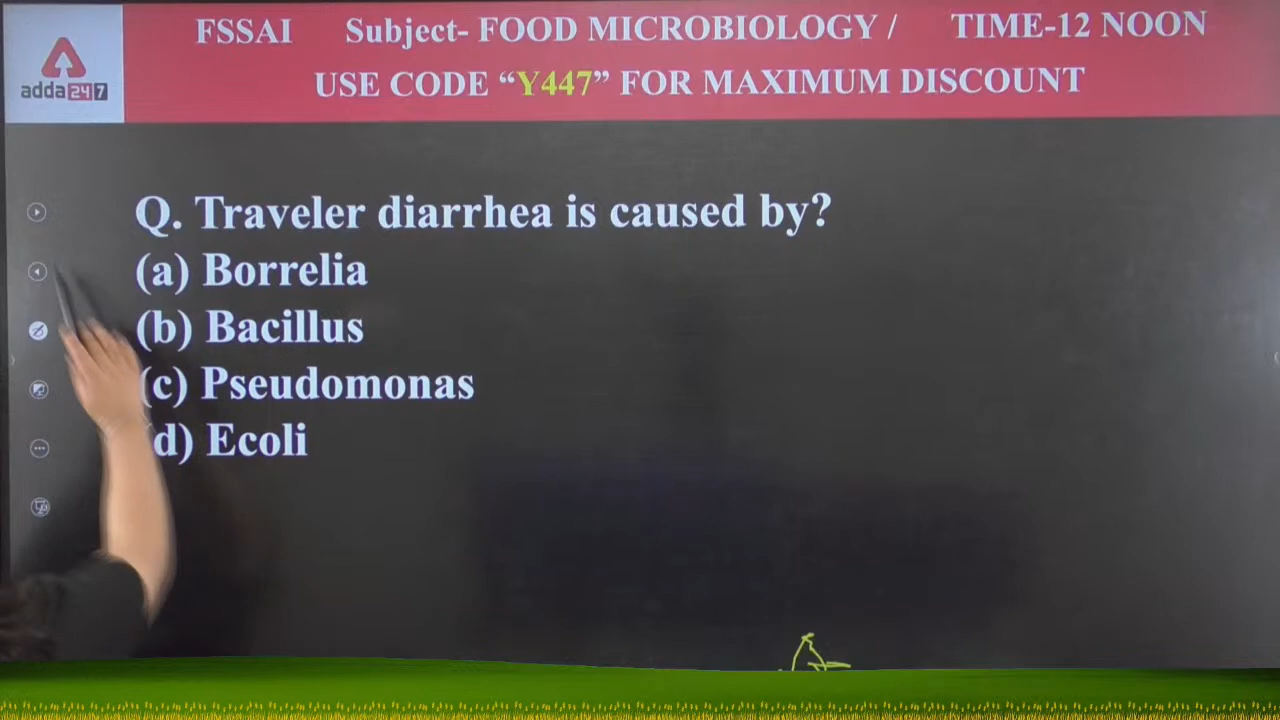 FSSAI Subject- FOOD MICROBIOLOGY / TIME-12 NOON
USE CODE “Y447” FOR MAXIMUM DISCOUNT
adda247
Q. Traveler diarrhea is caused by?
(a) Borrelia
(b) Bacillus
(c) Pseudomonas
d) Ecoli